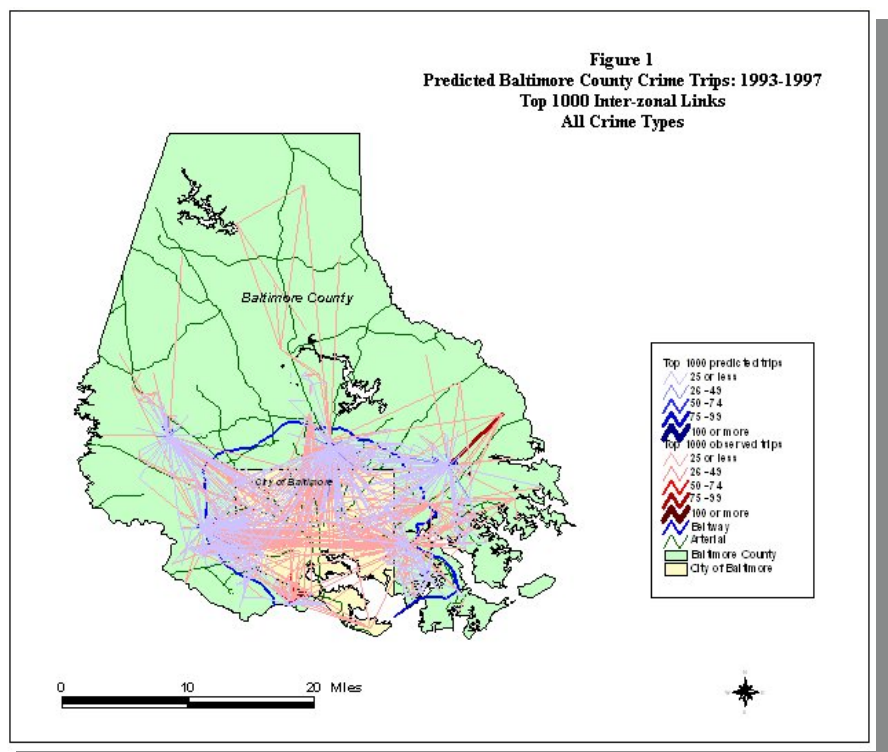 Figure 1
Predicted Baltimore County Crime Trips: 1993-1997
Top 1000 Inter-zonal Links
All Crime Types
Baltimore County
City of Baltimore
Top 1000 predicted trips
25 or less
26 - 49
50 - 74
75 - 99
100 or more
Top 1000 observed trips
25 or less
26 - 49
50 - 74
75 - 99
100 or more
Beltway
Arterial
Baltimore County
City of Baltimore
0 10 20 Miles